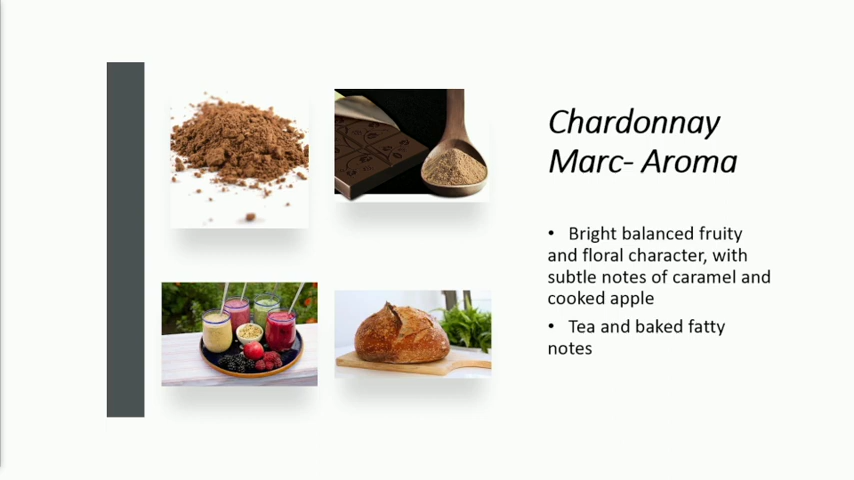 Chardonnay
Marc- Aroma
• Bright balanced fruity
and floral character, with
subtle notes of caramel and
cooked apple
• Tea and baked fatty
notes